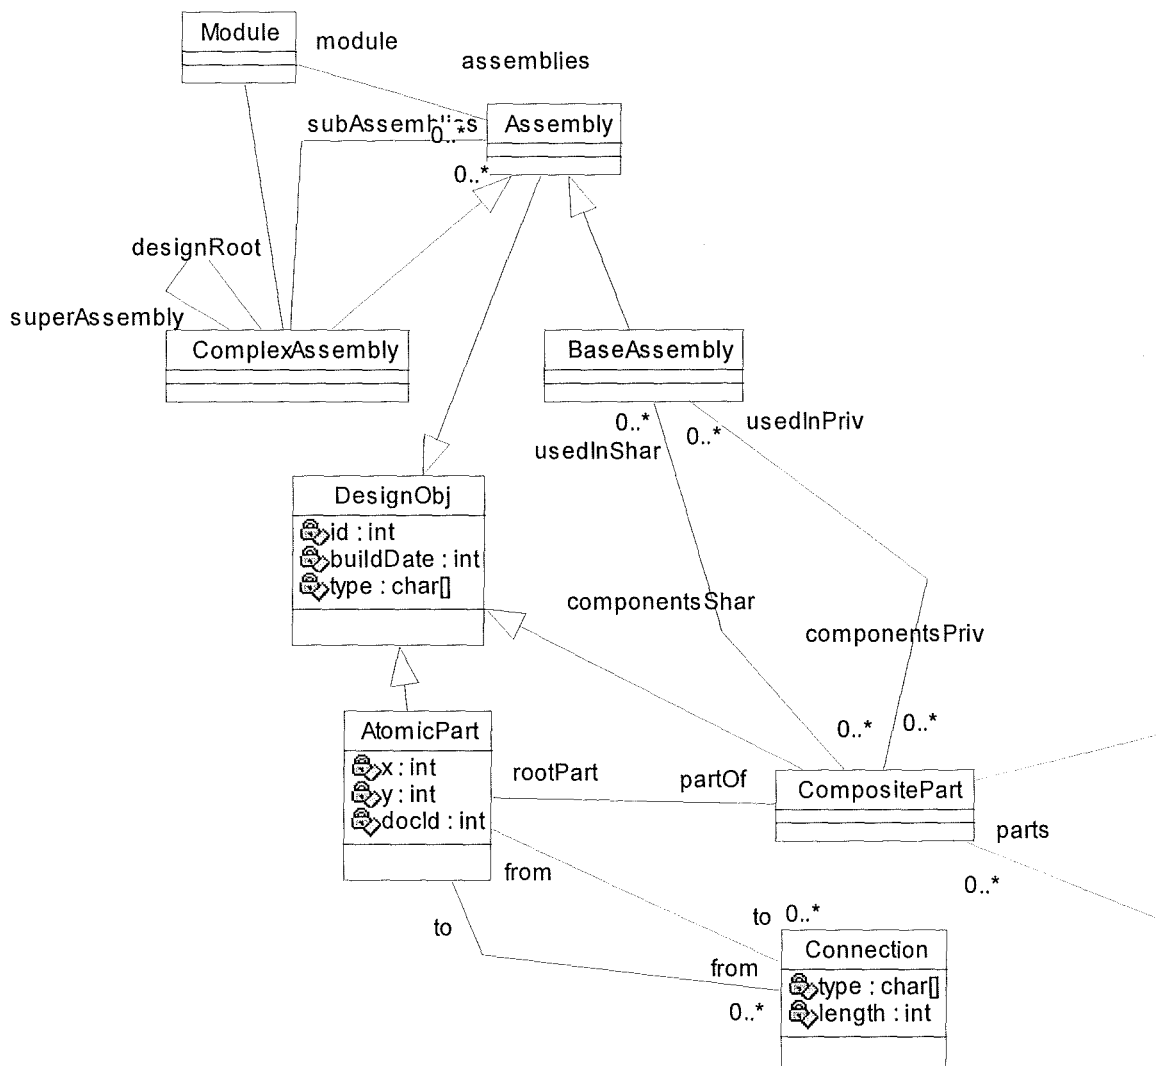 Module
module
assemblies
subAssemblies
0..*
Assembly
0..*
designRoot
superAssembly
ComplexAssembly
BaseAssembly
0..*
usedInPriv
0..*
usedInShar
DesignObj
id : int
buildDate : int
type : char[]
componentsShar
componentsPriv
AtomicPart
x : int
y : int
docId : int
rootPart
partOf
0..*
0..*
CompositePart
parts
0..*
from
to
to 0..*
from
0..*
Connection
type : char[]
length : int